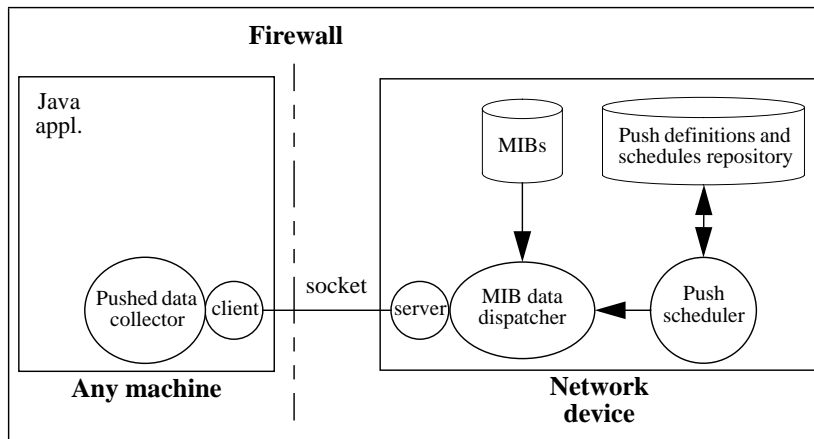 Firewall
Java
appl.
MIBs
Push definitions and
schedules repository
Pushed data
collector
client
socket
server
MIB data
dispatcher
Push
scheduler
Any machine
Network
device